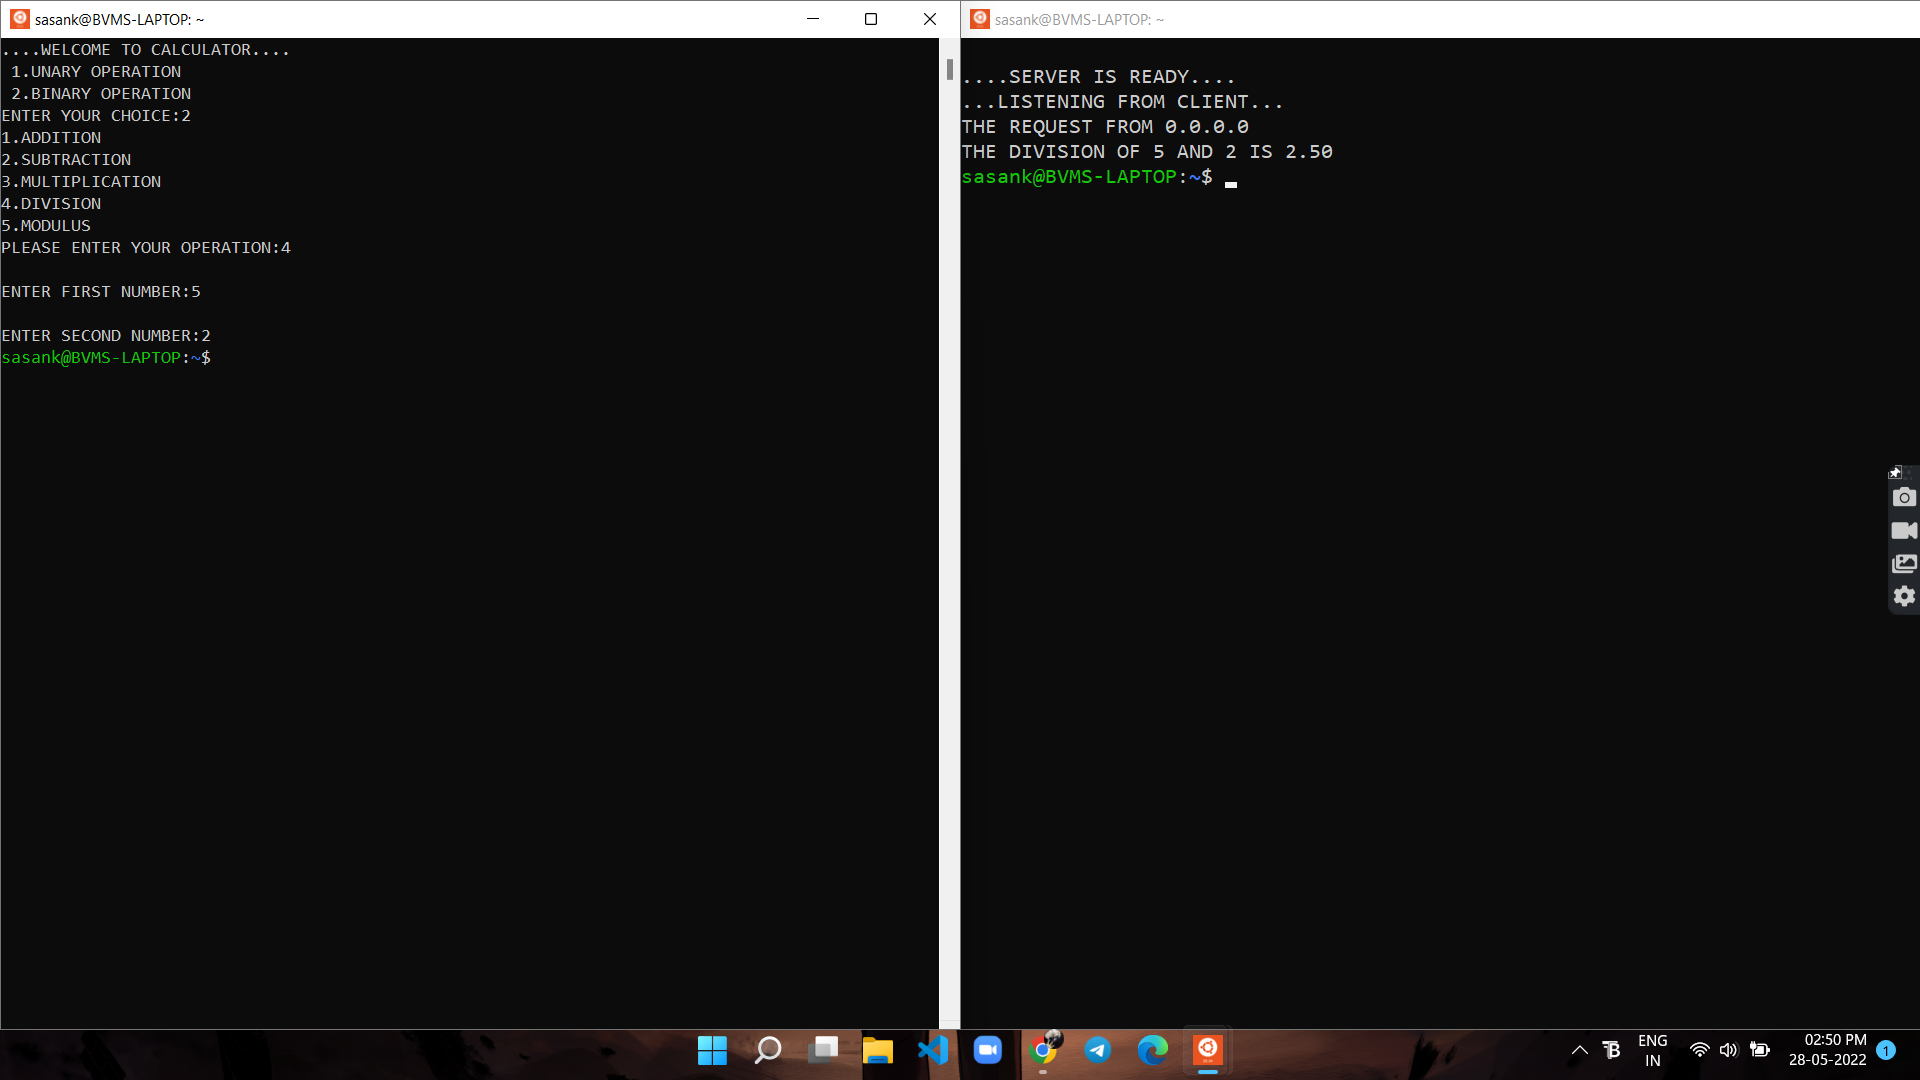 sasank@BVMS-LAPTOP: ~
....WELCOME TO CALCULATOR....
1.UNARY OPERATION
2.BINARY OPERATION
ENTER YOUR CHOICE:2
1.ADDITION
2.SUBTRACTION
3.MULTIPLICATION
4.DIVISION
5.MODULUS
PLEASE ENTER YOUR OPERATION:4
ENTER FIRST NUMBER:5
ENTER SECOND NUMBER:2
sasank@BVMS-LAPTOP:~$
sasank@BVMS-LAPTOP: ~
....SERVER IS READY....
...LISTENING FROM CLIENT...
THE REQUEST FROM 0.0.0.0
THE DIVISION OF 5 AND 2 IS 2.50
sasank@BVMS-LAPTOP:~$
ENG
IN
02:50 PM
28-05-2022
1